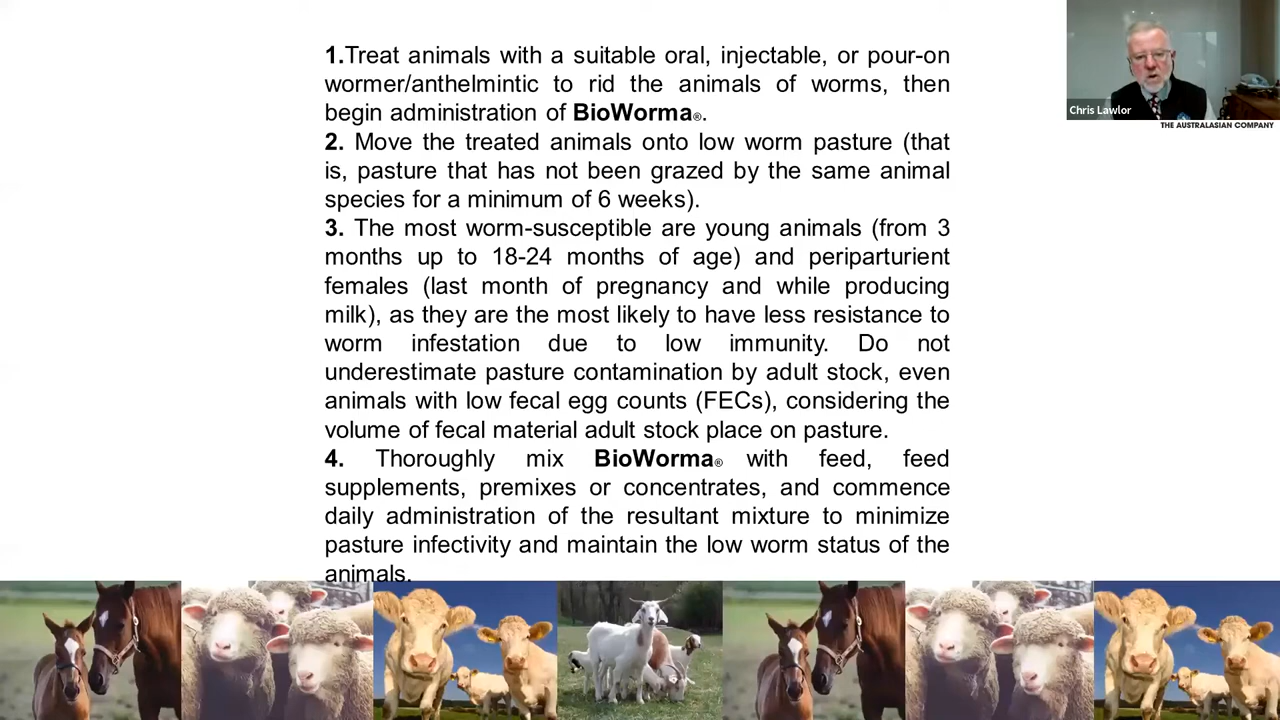 1.Treat animals with a suitable oral, injectable, or pour-on
wormer/anthelmintic to rid the animals of worms, then
begin administration of BioWorma®.
2. Move the treated animals onto low worm pasture (that
is, pasture that has not been grazed by the same animal
species for a minimum of 6 weeks).
3. The most worm-susceptible are young animals (from 3
months up to 18-24 months of age) and periparturient
females (last month of pregnancy and while producing
milk), as they are the most likely to have less resistance to
worm infestation due to low immunity. Do not
underestimate pasture contamination by adult stock, even
animals with low fecal egg counts (FECs), considering the
volume of fecal material adult stock place on pasture.
4. Thoroughly mix BioWorma® with feed, feed
supplements, premixes or concentrates, and commence
daily administration of the resultant mixture to minimize
pasture infectivity and maintain the low worm status of the
animals.
Chris Lawlor
THE AUSTRALASIAN COMPANY